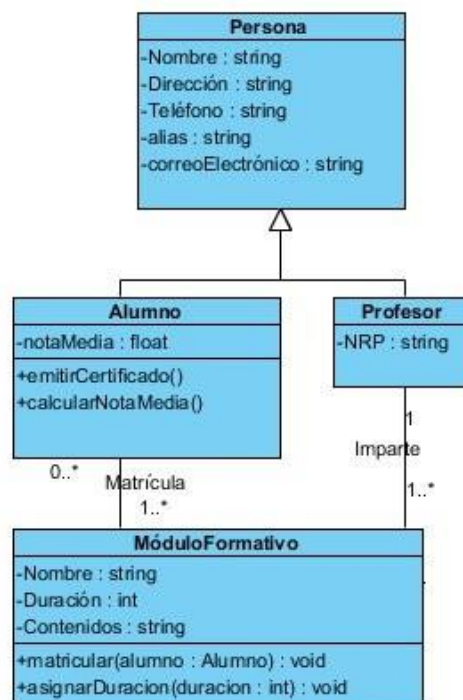 Persona
-Nombre : string
-Dirección : string
-Teléfono : string
-alias : string
-correoElectrónico : string
Alumno
-notaMedia : float
+emitirCertificado()
+calcularNotaMedia()
Profesor
-NRP : string
1
Imparte
1..*
0..*
Matrícula
1..*
MóduloFormativo
-Nombre : string
-Duración : int
-Contenidos : string
+matricular(alumno : Alumno) : void
+asignarDuracion(duracion : int) : void